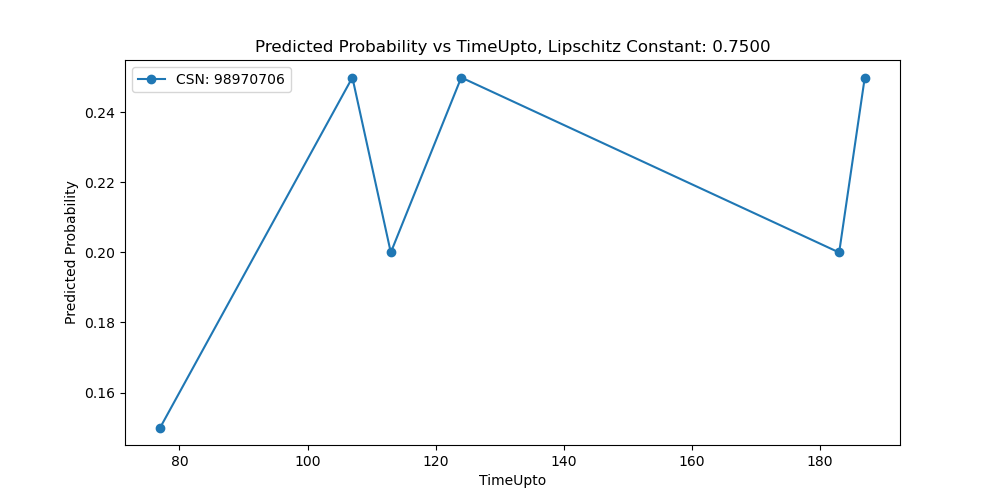 Predicted Probability vs TimeUpto, Lipschitz Constant: 0.7500
CSN: 98970706
Predicted Probability
0.24
0.22
0.20
0.18
0.16
80 100 120 140 160 180
TimeUpto